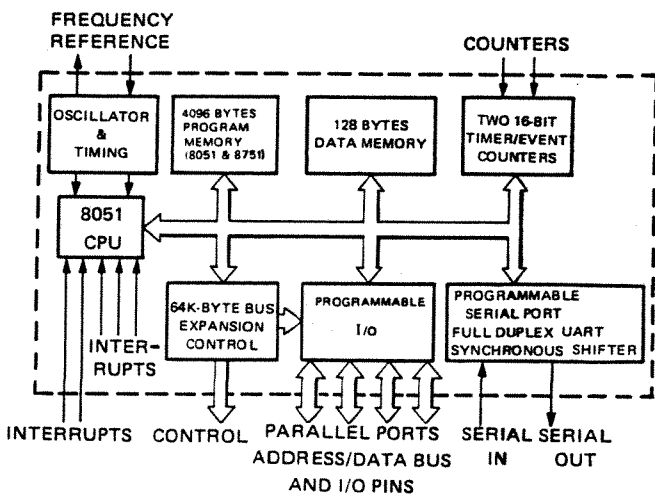 FREQUENCY
REFERENCE
COUNTERS
OSCILLATOR
&
TIMING
4096 BYTES
PROGRAM
MEMORY
(8051 & 8751)
128 BYTES
DATA MEMORY
TWO 16-BIT
TIMER/EVENT
COUNTERS
8051
CPU
64K-BYTE BUS
EXPANSION
CONTROL
PROGRAMMABLE
I/o
PROGRAMMABLE
SERIAL PORT
FULL DUPLEX UART
SYNCHRONOUS SHIFTER
INTER-
RUPTS
INTERRUPTS
CONTROL
PARALLEL PORTS
ADDRESS/DATA BUS
AND I/O PINS
SERIAL
IN
SERIAL
OUT